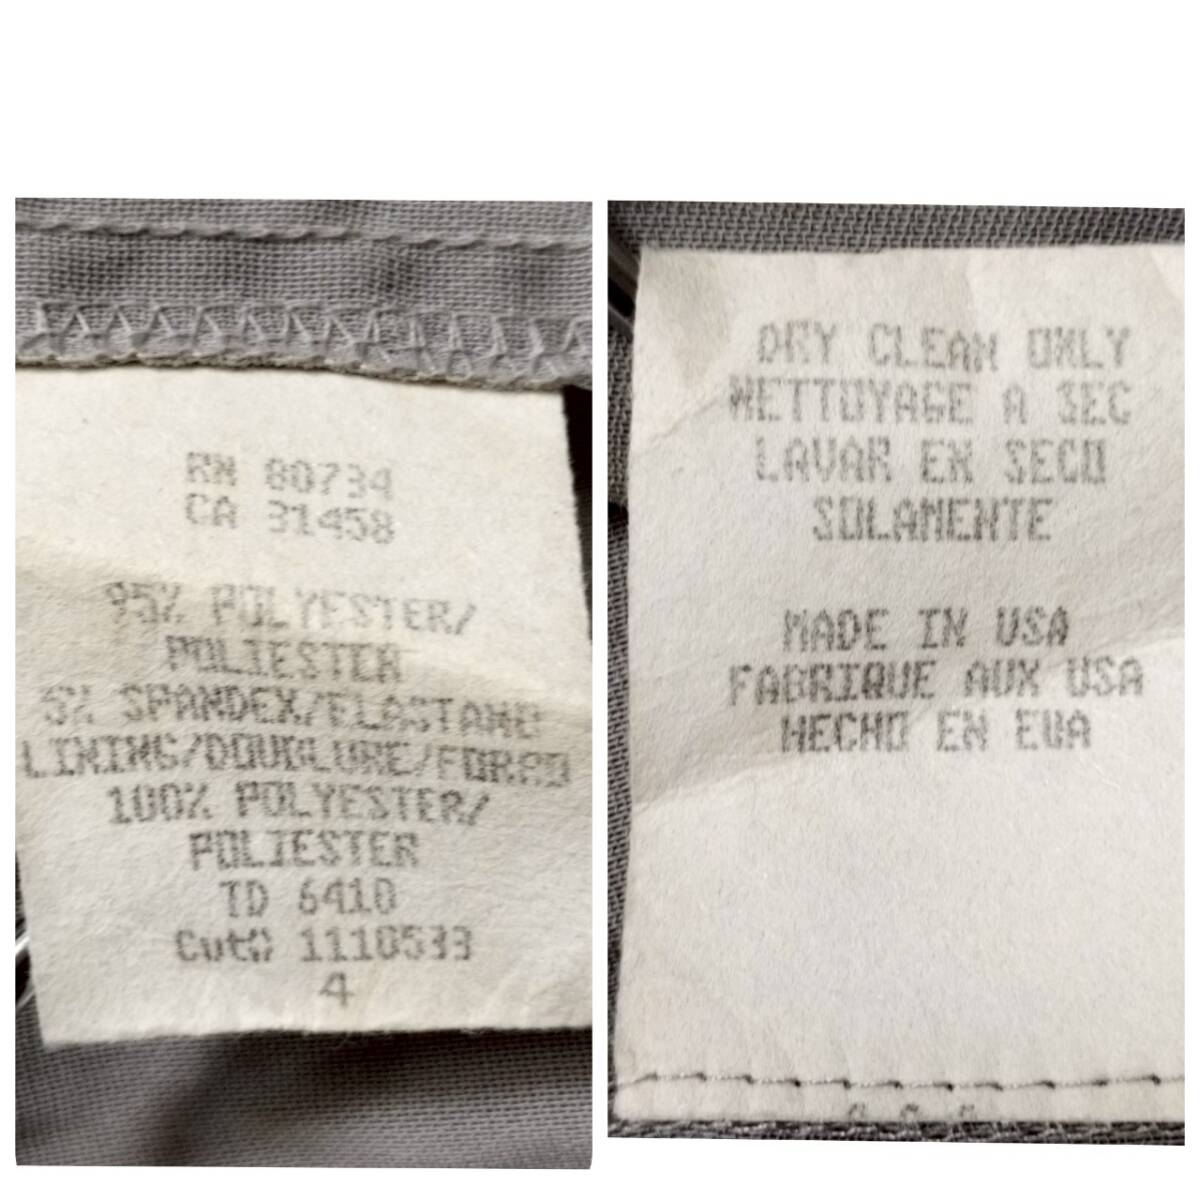 RN 80734
CA 31458
95% POLYESTER/
POLIESTER
5% SPANDEX/ELASTANO
LINING/DOUBLURE/FORRO
100% POLYESTER/
POLIESTER
TD 6410
Cut# 1110533
4
DRY CLEAN ONLY
NETTOYAGE A SEC
LAVAR EN SECO
SOLAMENTE
MADE IN USA
FABRIQUE AUX USA
HECHO EN EUA